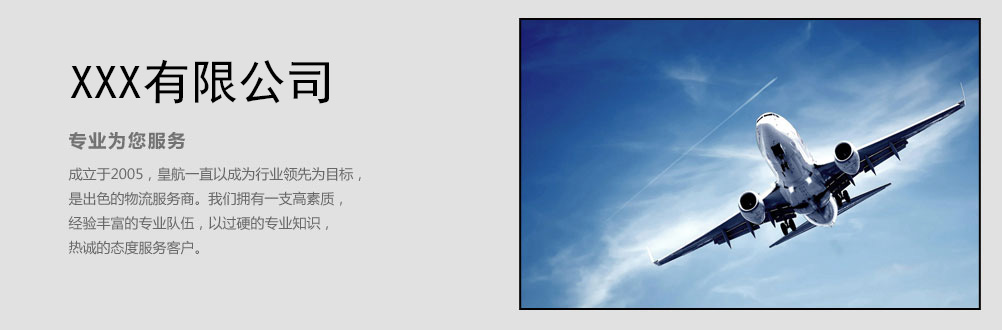 XXX有限公司
专业为您服务
成立于2005，皇航一直以成为行业领先为目标，
是出色的物流服务商。我们拥有一支高素质，
经验丰富的专业队伍，以过硬的专业知识，
热诚的态度服务客户。